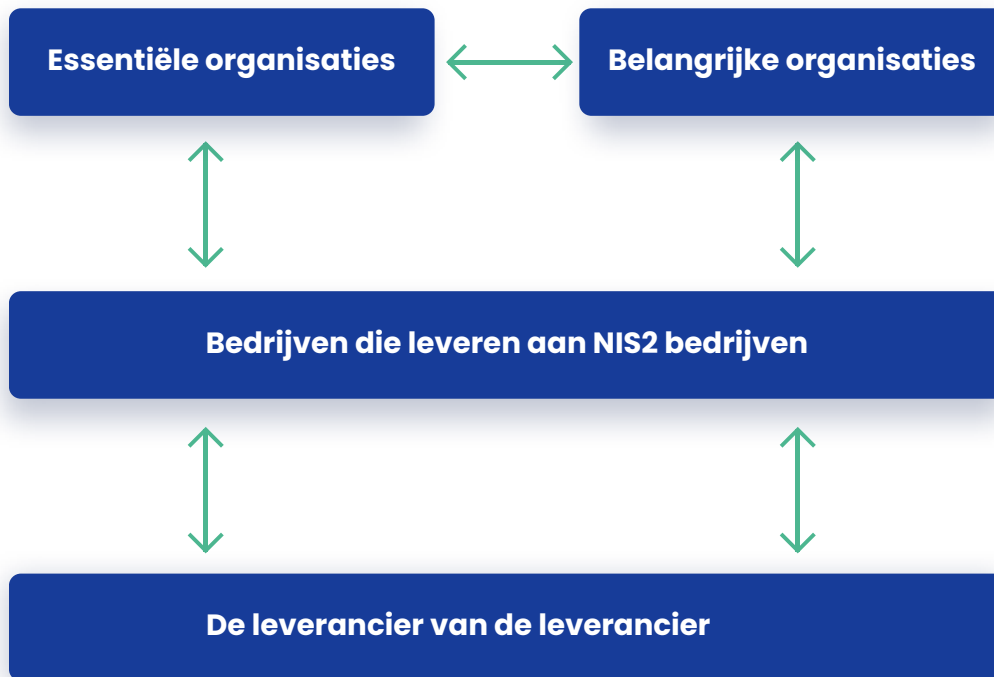 Essentiële organisaties
Belangrijke organisaties
Bedrijven die leveren aan NIS2 bedrijven
De leverancier van de leverancier